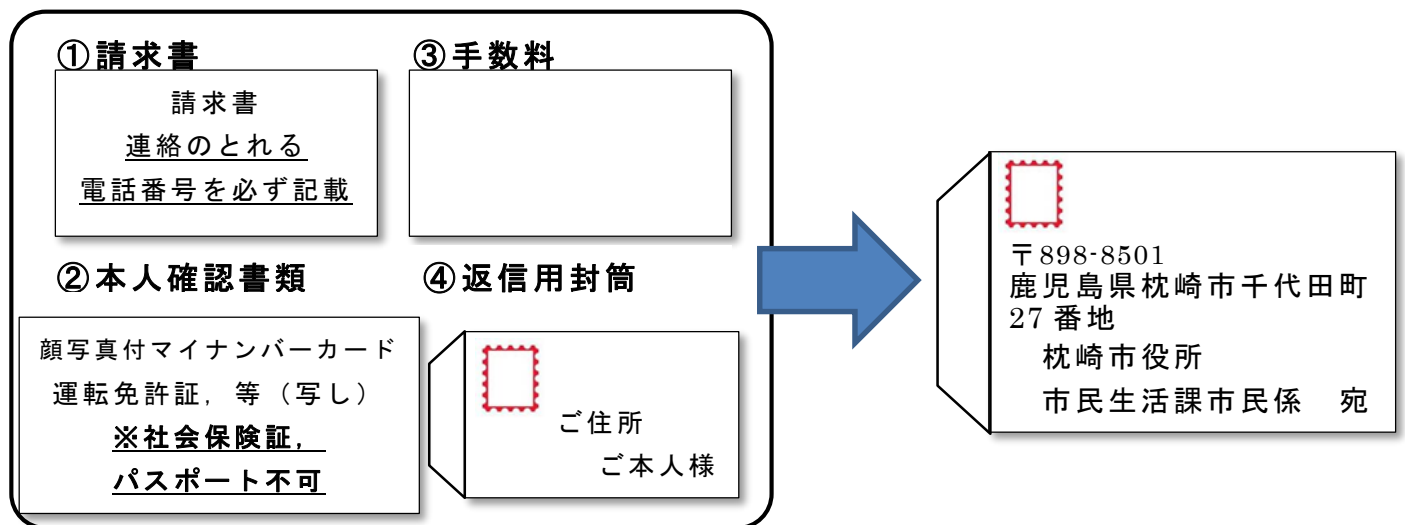 ①請求書
請求書
連絡のとれる
電話番号を必ず記載
②本人確認書類
顔写真付マイナンバーカード
運転免許証，等（写し）
※社会保険証，
パスポート不可
③手数料
④返信用封筒
ご住所
ご本人様
〒898-8501
鹿児島県枕崎市千代田町
27番地
枕崎市役所
市民生活課市民係　宛